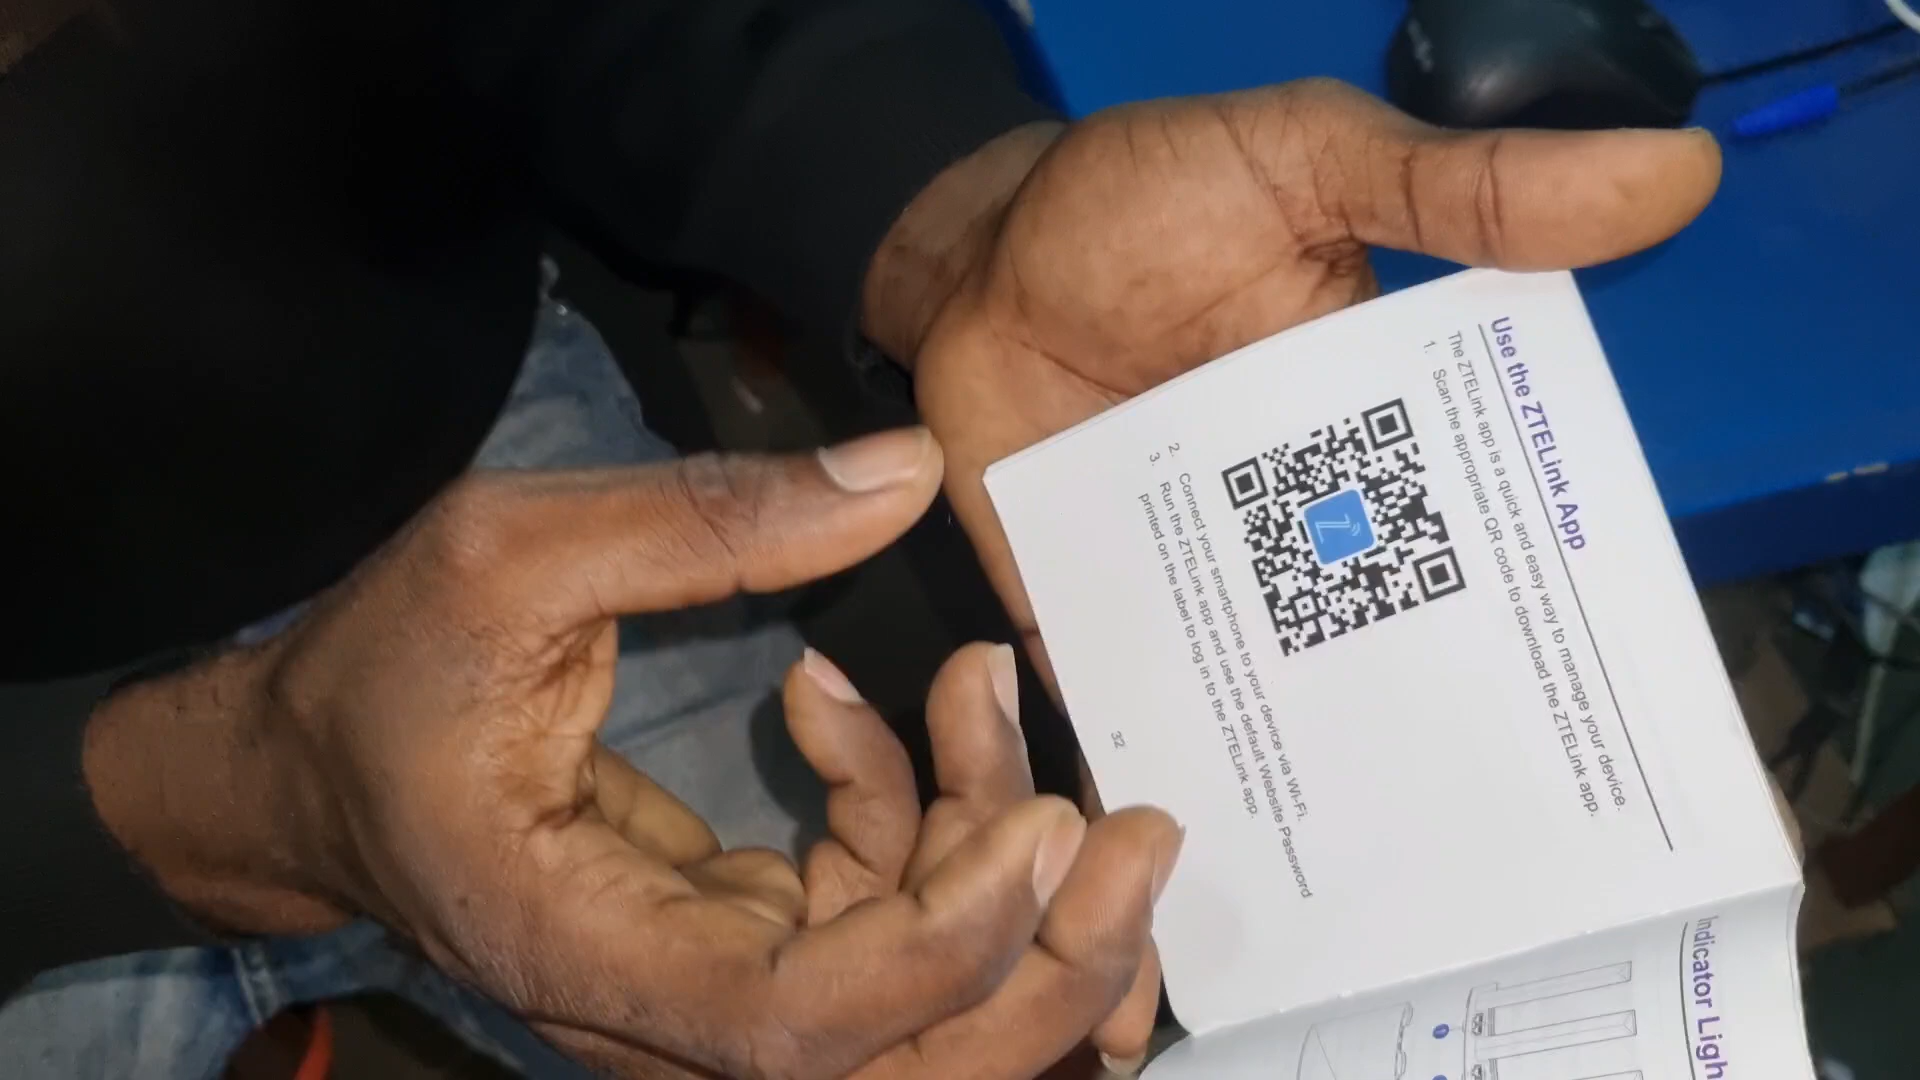 Use the ZTELink App
The ZTELink app is a quick and easy way to manage your device.
1. Scan the appropriate QR code to download the ZTELink app.
2. Connect your smartphone to your device via Wi-Fi.
3. Run the ZTELink app and use the default Website Password
printed on the label to log in to the ZTELink app.
32
Indicator